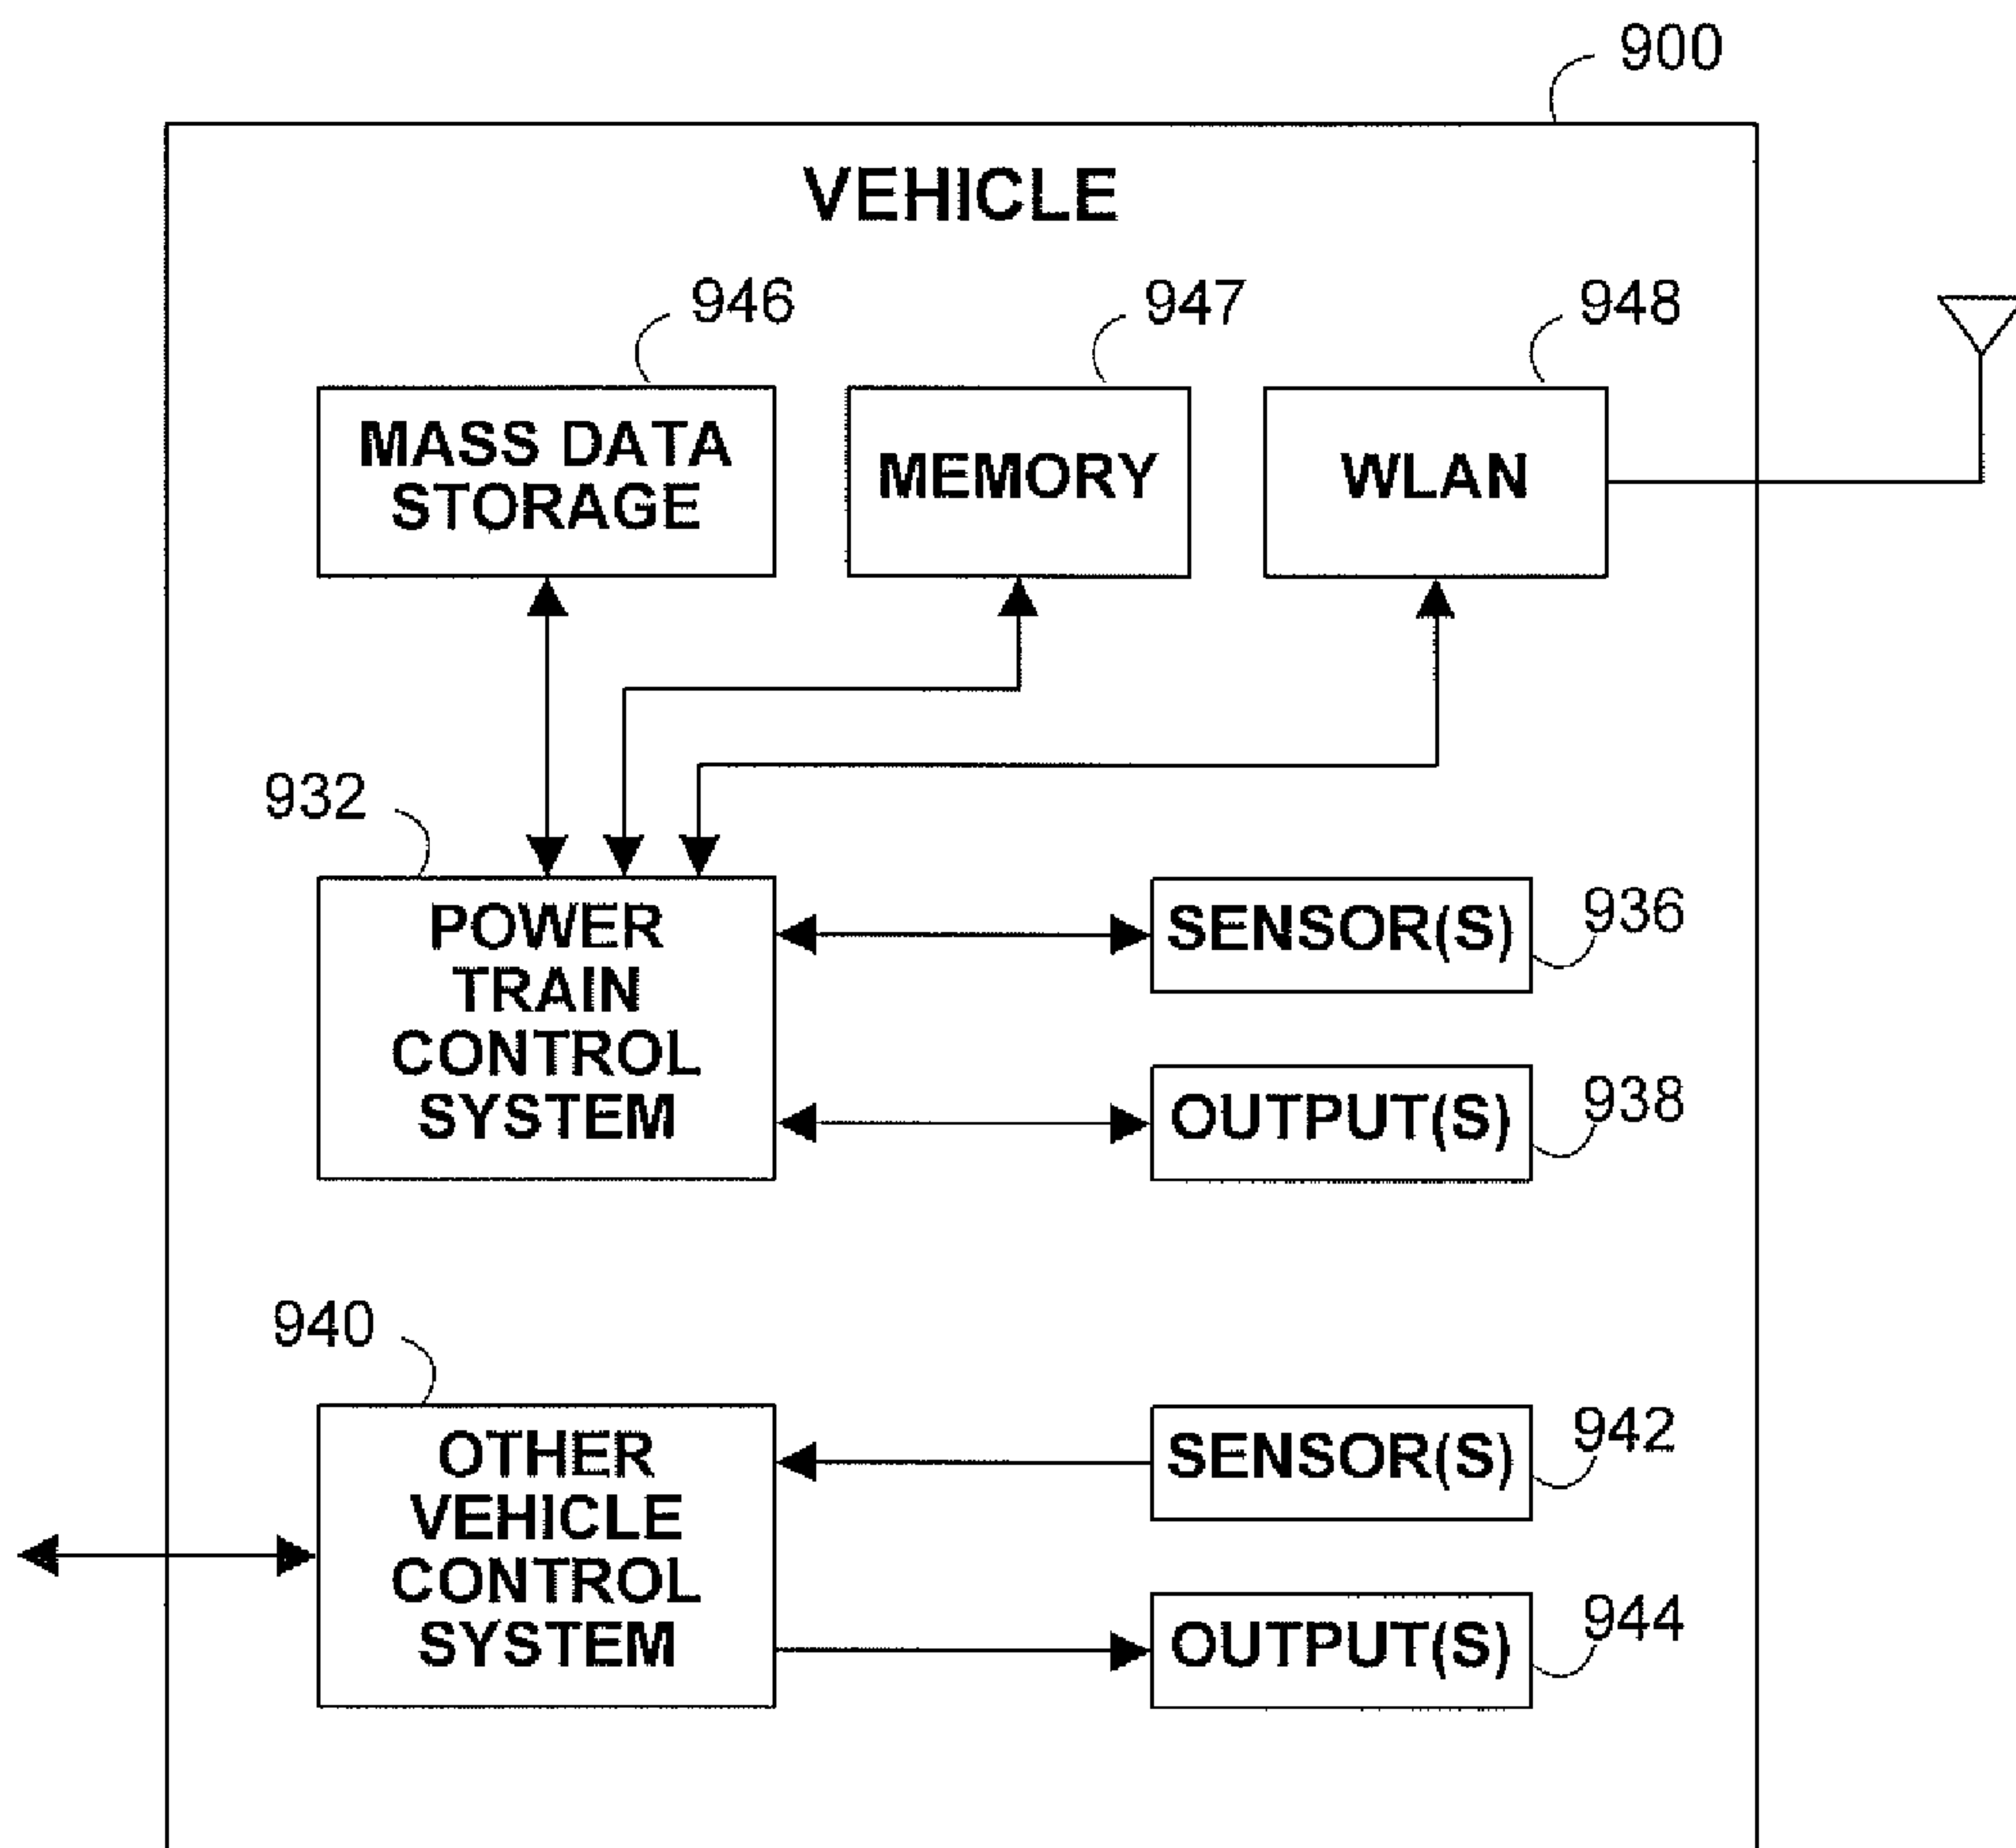 900
VEHICLE
946
947
948
MASS DATA
STORAGE
MEMORY
WLAN
932
POWER
TRAIN
CONTROL
SYSTEM
SENSOR(S)
936
OUTPUT(S)
938
940
OTHER
VEHICLE
CONTROL
SYSTEM
SENSOR(S)
942
OUTPUT(S)
944